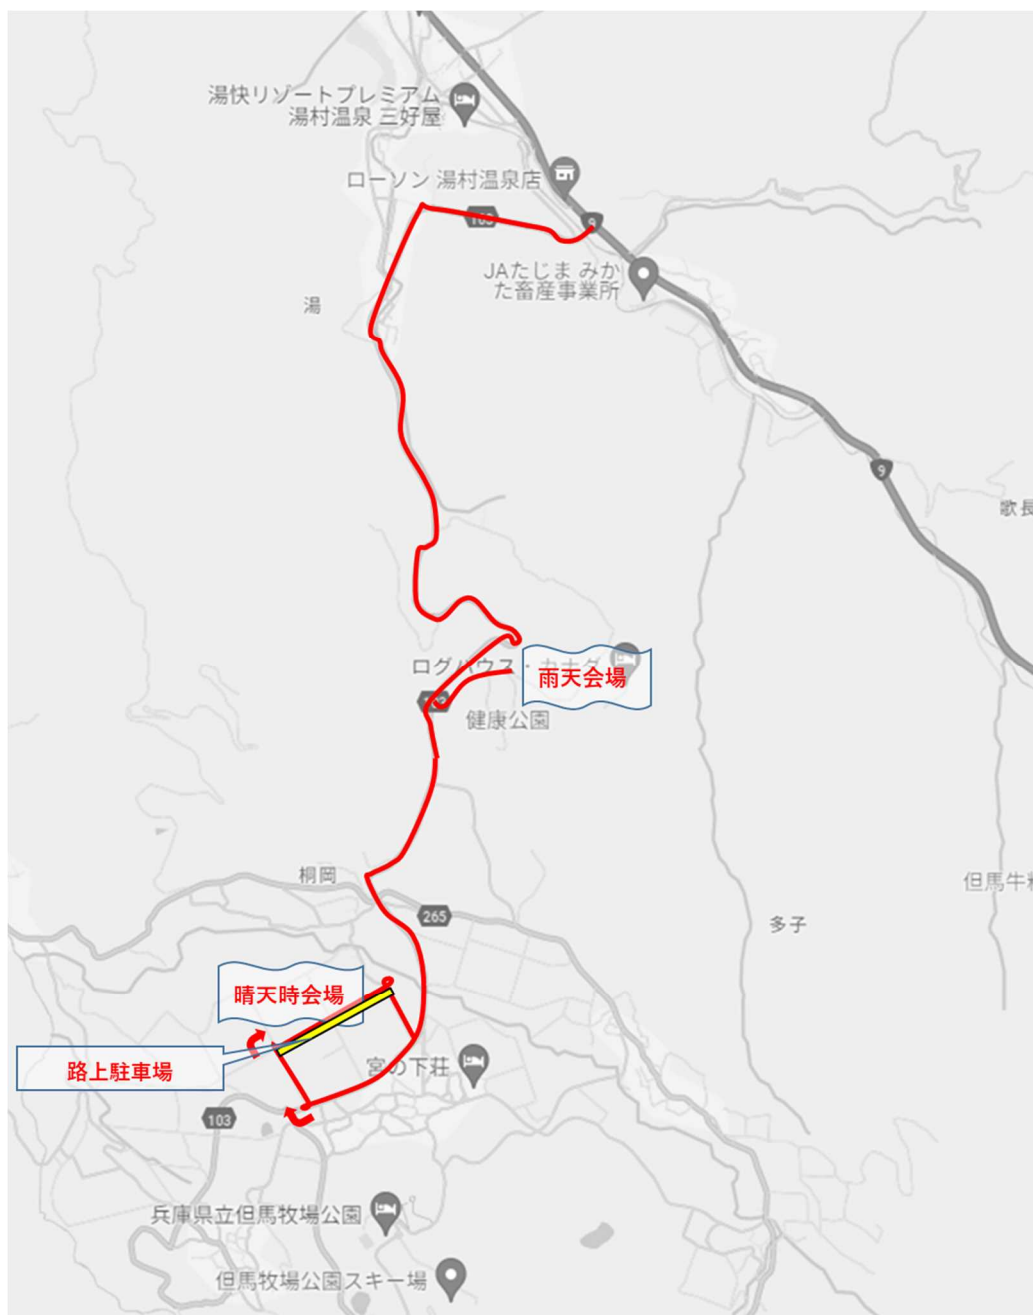 湯快リゾートプレミアム
湯村温泉 三好屋
ローソン 湯村温泉店
9
JAたじま みか
た畜産事業所
湯
9
歌長
雨天会場
健康公園
桐岡
265
但馬牛
多子
晴天時会場
路上駐車場
宮の下荘
103
兵庫県立但馬牧場公園
但馬牧場公園スキー場